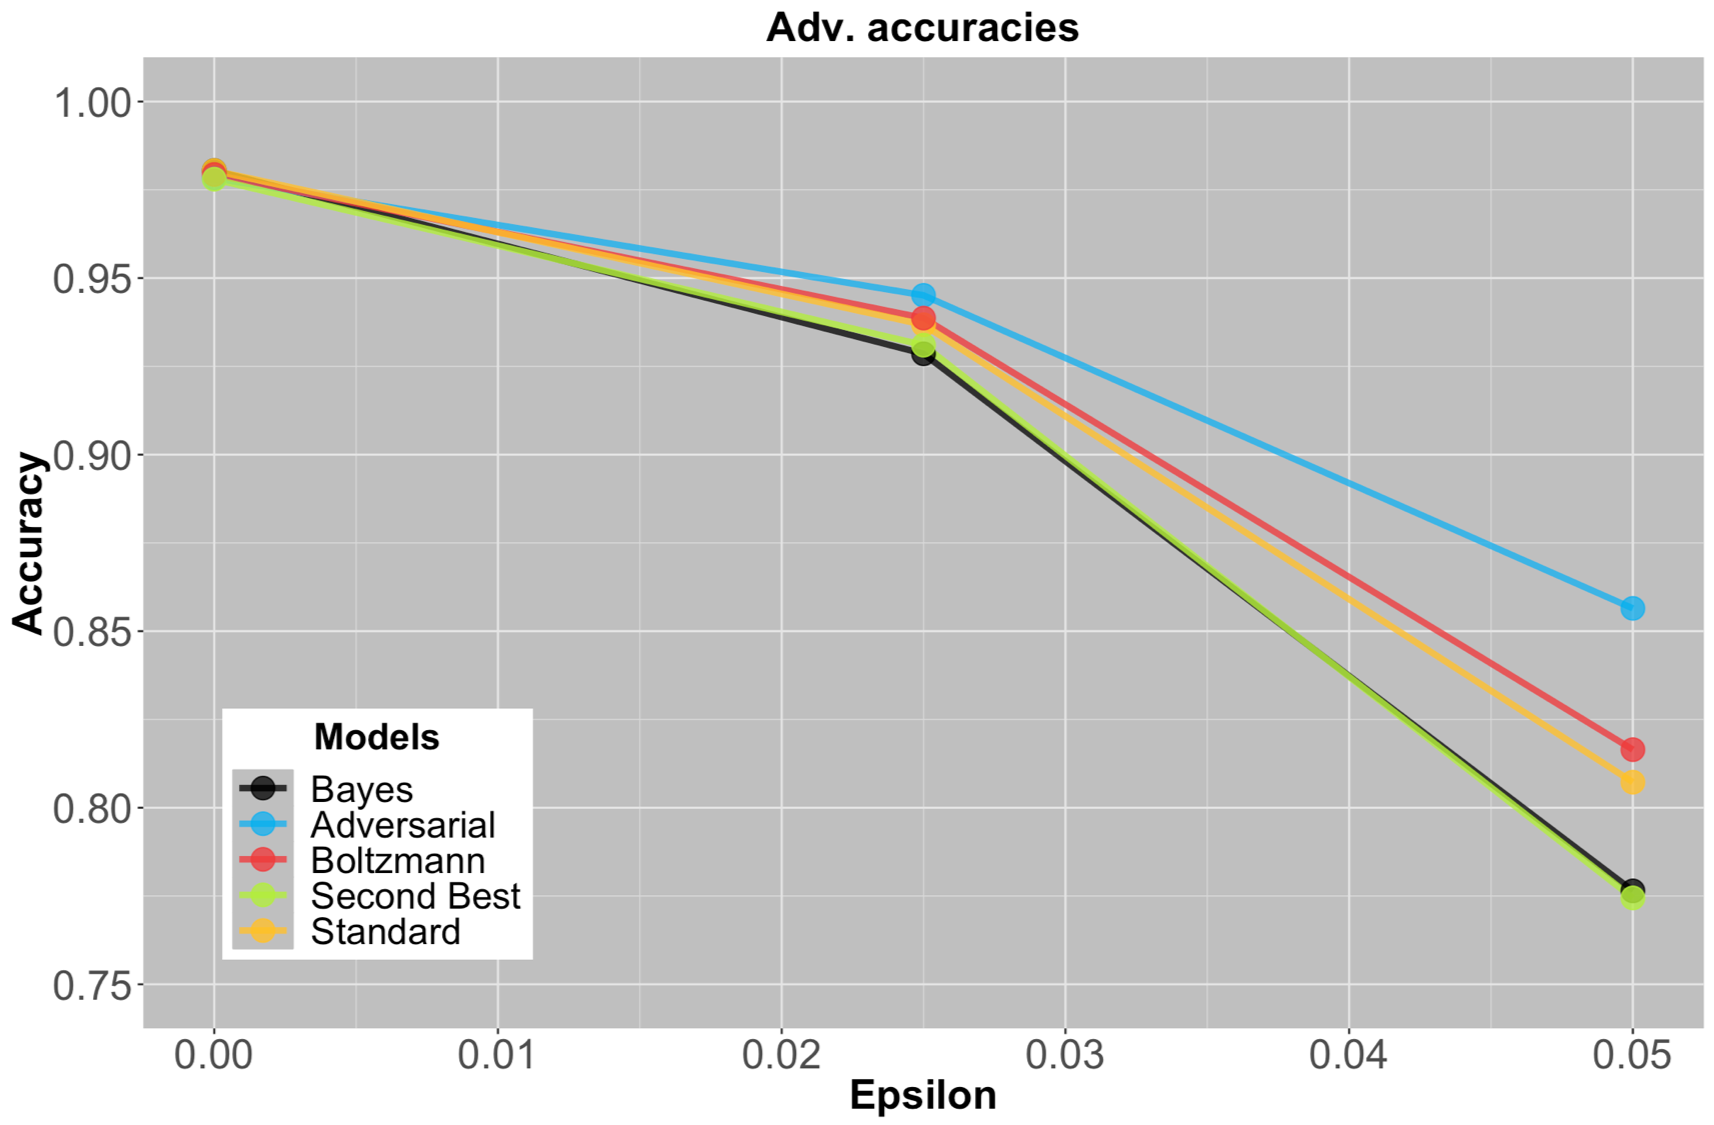 Adv. accuracies
1.00
0.95
0.90
0.85
0.80
0.75
Accuracy
Models
Bayes
Adversarial
Boltzmann
Second Best
Standard
0.00 0.01 0.02 0.03 0.04 0.05
Epsilon